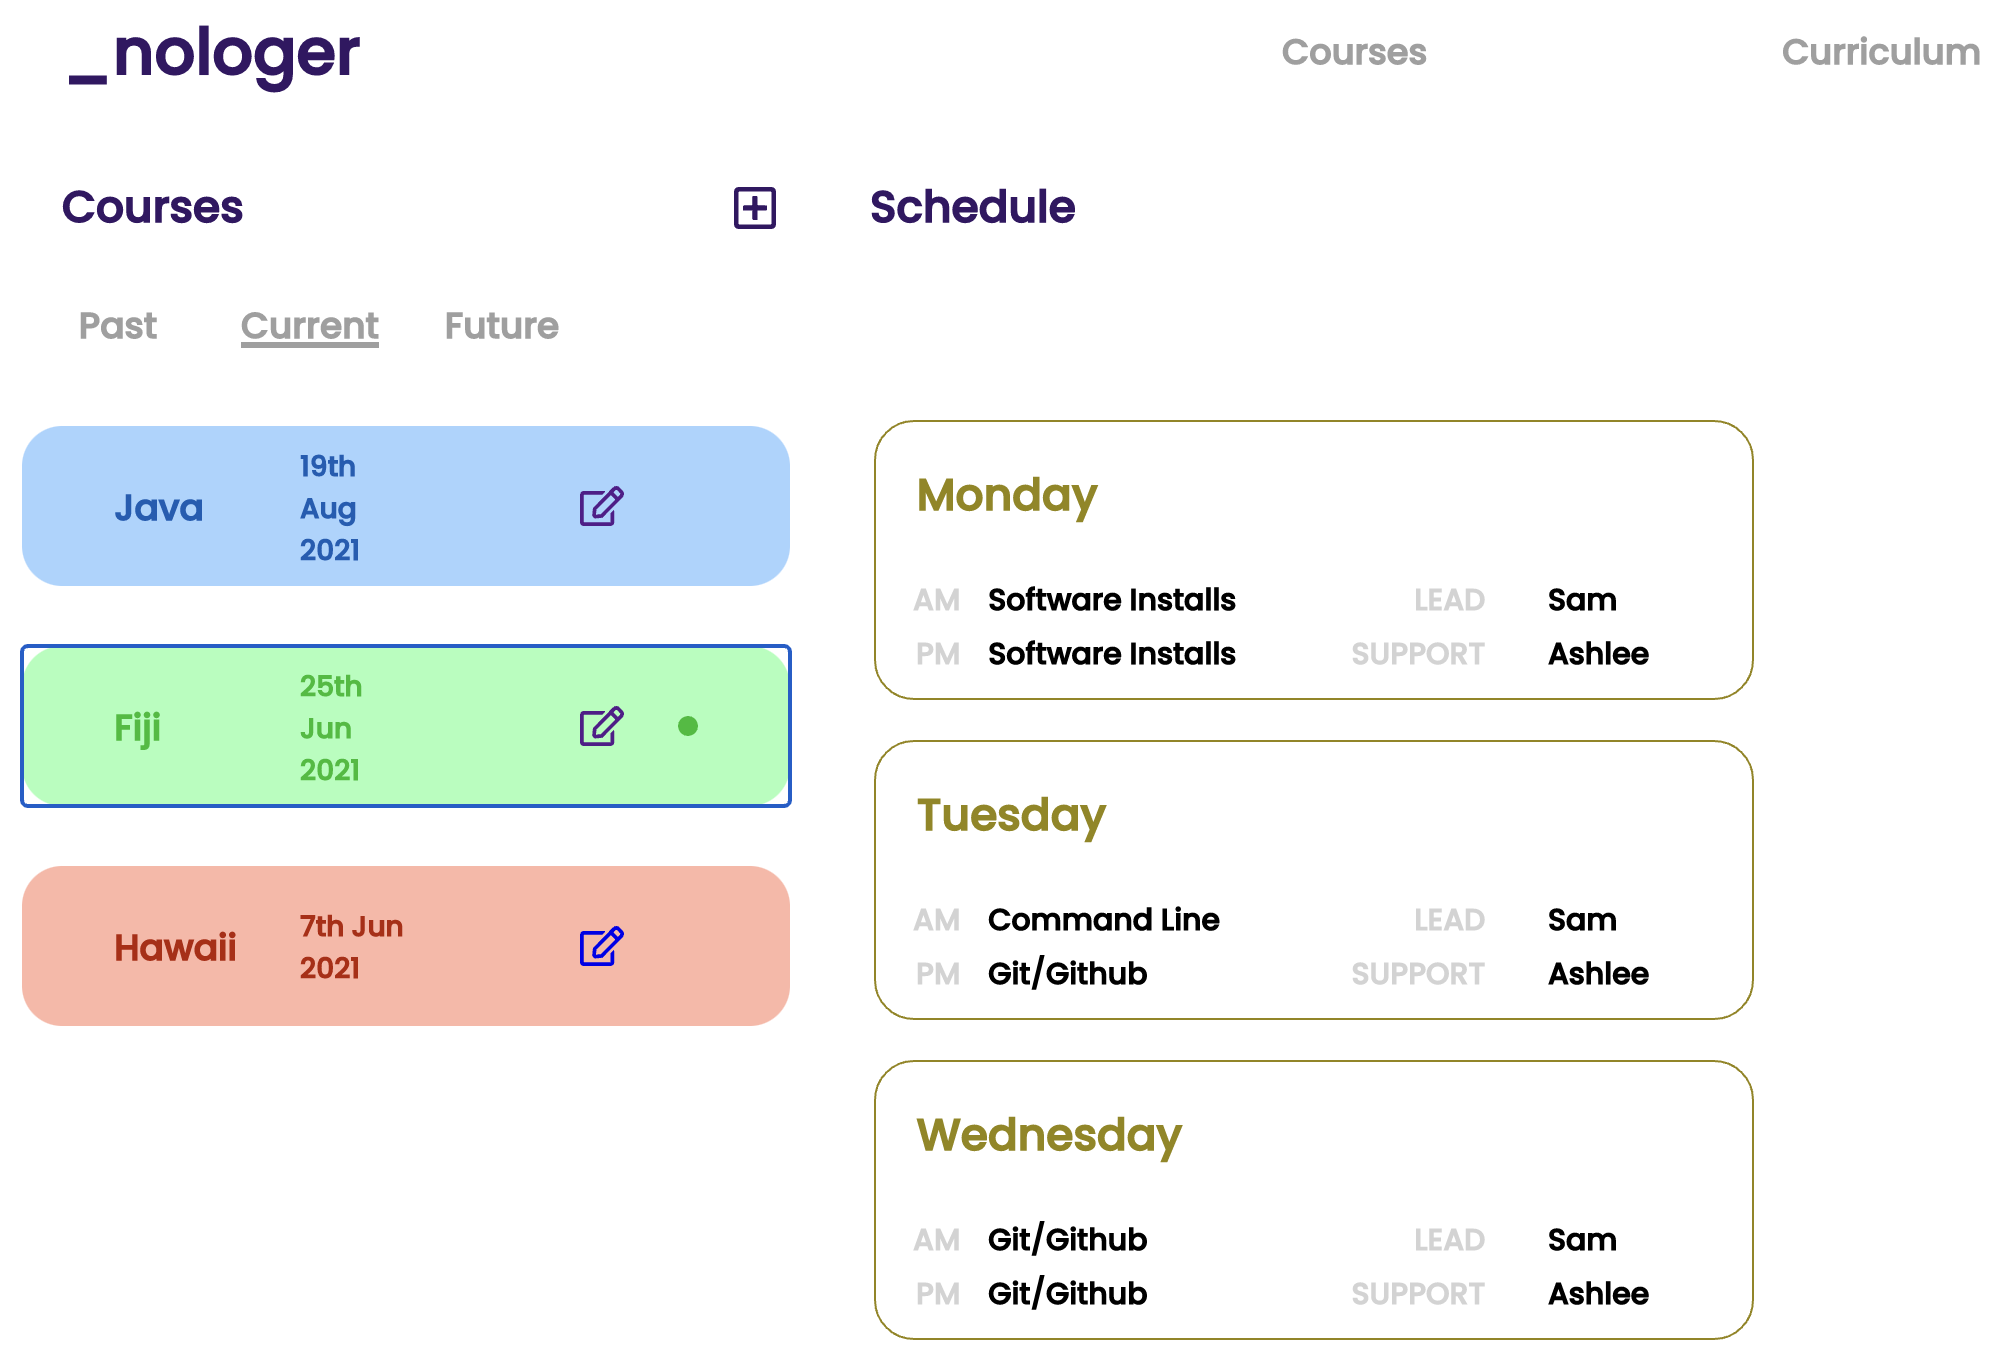 _nologer
Courses
Curriculum
Courses
Schedule
Past
Current
Future
Java
19th
Aug
2021
Fiji
25th
Jun
2021
Hawaii
7th Jun
2021
Monday
AM Software Installs LEAD Sam
PM Software Installs SUPPORT Ashlee
Tuesday
AM Command Line LEAD Sam
PM Git/Github SUPPORT Ashlee
Wednesday
AM Git/Github LEAD Sam
PM Git/Github SUPPORT Ashlee